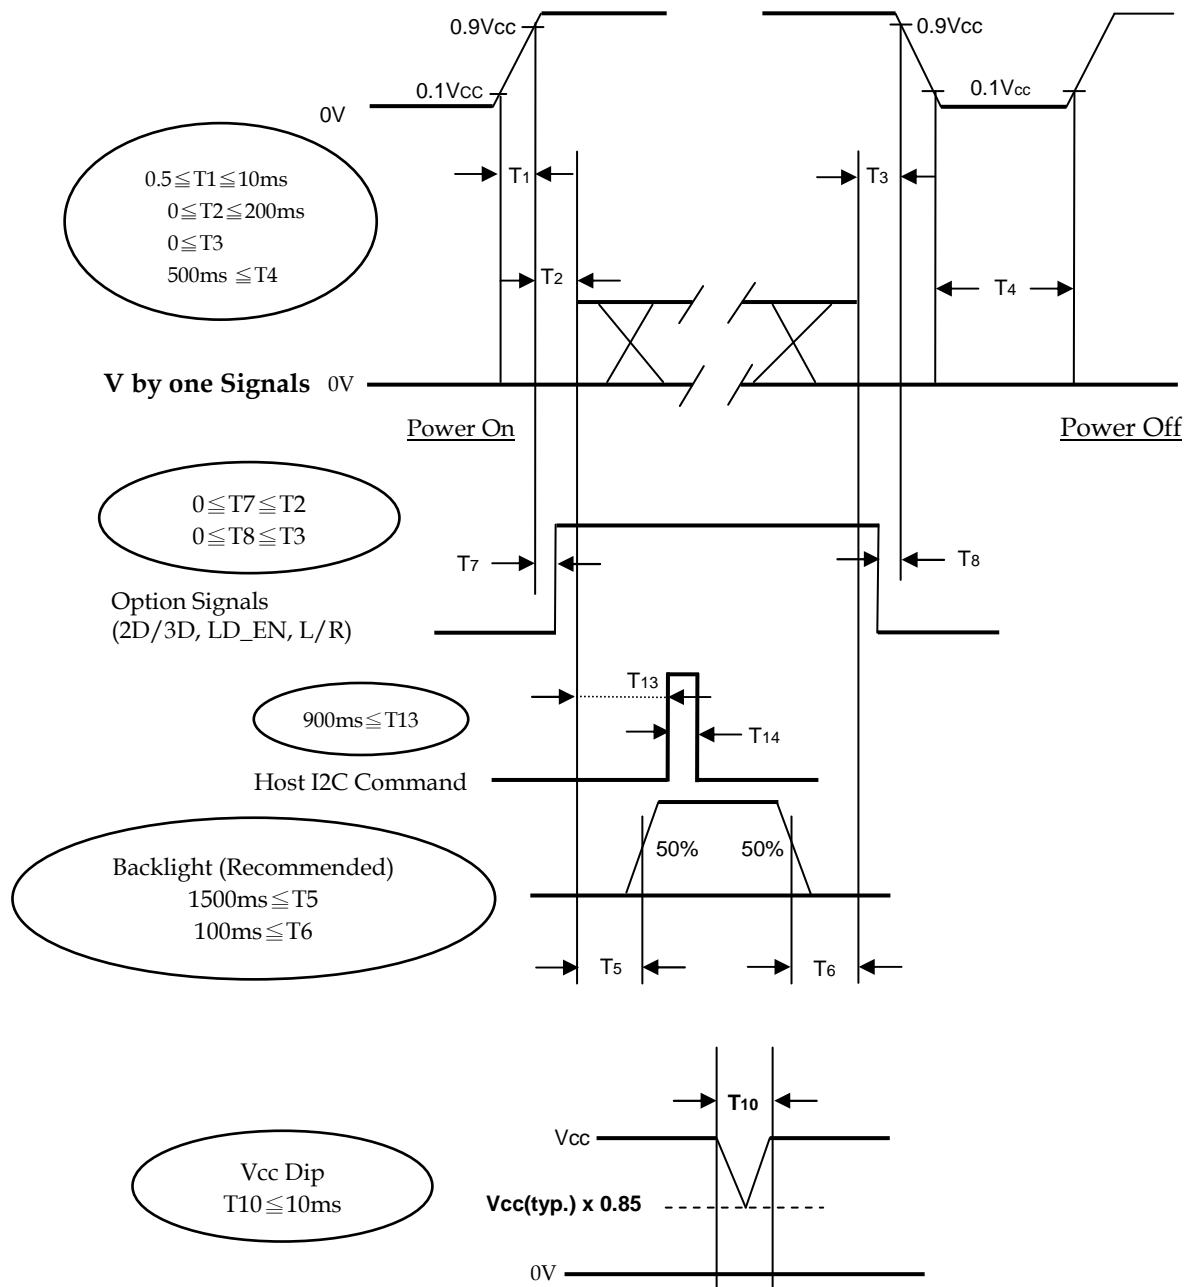 0.9Vcc
0.9Vcc
0.1Vcc
0.1Vcc
0V
0.5≦T1≦10ms
0≦T2≦200ms
0≦T3
500ms ≦T4
T1
T3
T2
T4
V by one Signals 0V
Power On
Power Off
0≦T7≦T2
0≦T8≦T3
T7
T8
Option Signals
(2D/3D, LD_EN, L/R)
T13
900ms≦T13
T14
Host I2C Command
50%
50%
Backlight (Recommended)
1500ms≦T5
100ms≦T6
T5
T6
T10
Vcc
Vcc Dip
T10≦10ms
Vcc(typ.) x 0.85
0V